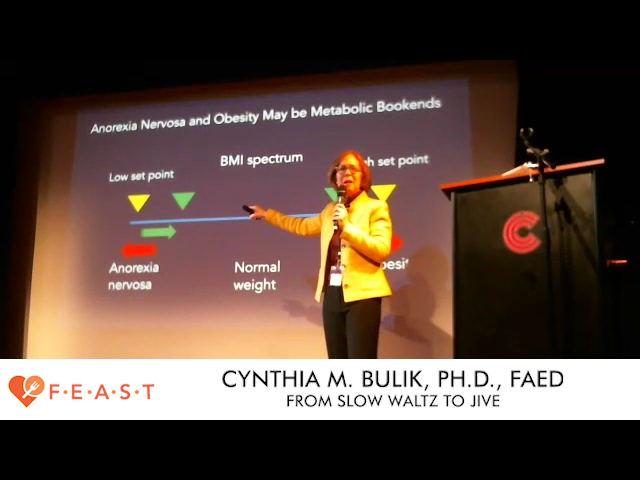 Anorexia Nervosa and Obesity May be Metabolic Bookends
BMI spectrum
Low set point
set point
Anorexia
nervosa
Normal
weight
F·E·A·S·T
CYNTHIA M. BULIK, PH.D., FAED
FROM SLOW WALTZ TO JIVE